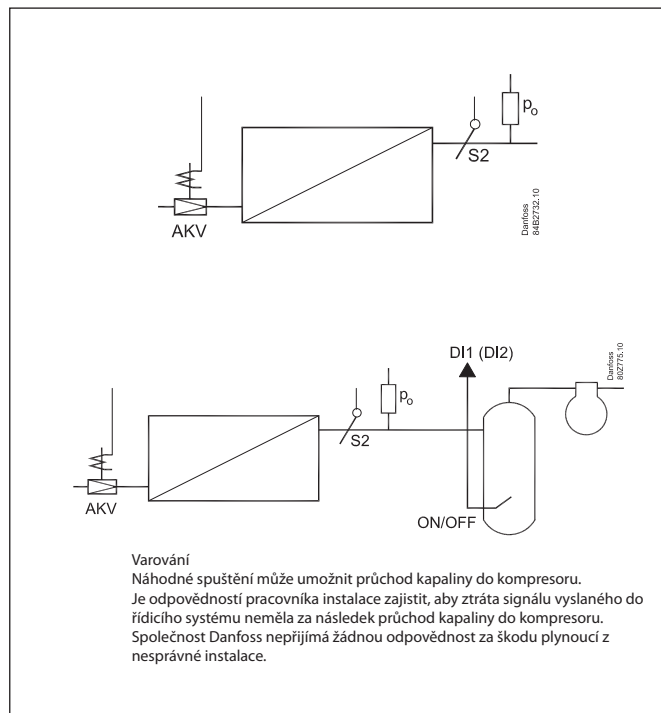 p₀
S2
AKV
Danfoss
84B2732.10
DI1 (DI2)
Danfoss
80Z775.10
p₀
S2
AKV
ON/OFF
Varování
Náhodné spuštění může umožnit průchod kapaliny do kompresoru.
Je odpovědností pracovníka instalace zajistit, aby ztráta signálu vyslaného do
řídicího systému neměla za následek průchod kapaliny do kompresoru.
Společnost Danfoss nepřijímá žádnou odpovědnost za škodu plynoucí z
nesprávné instalace.